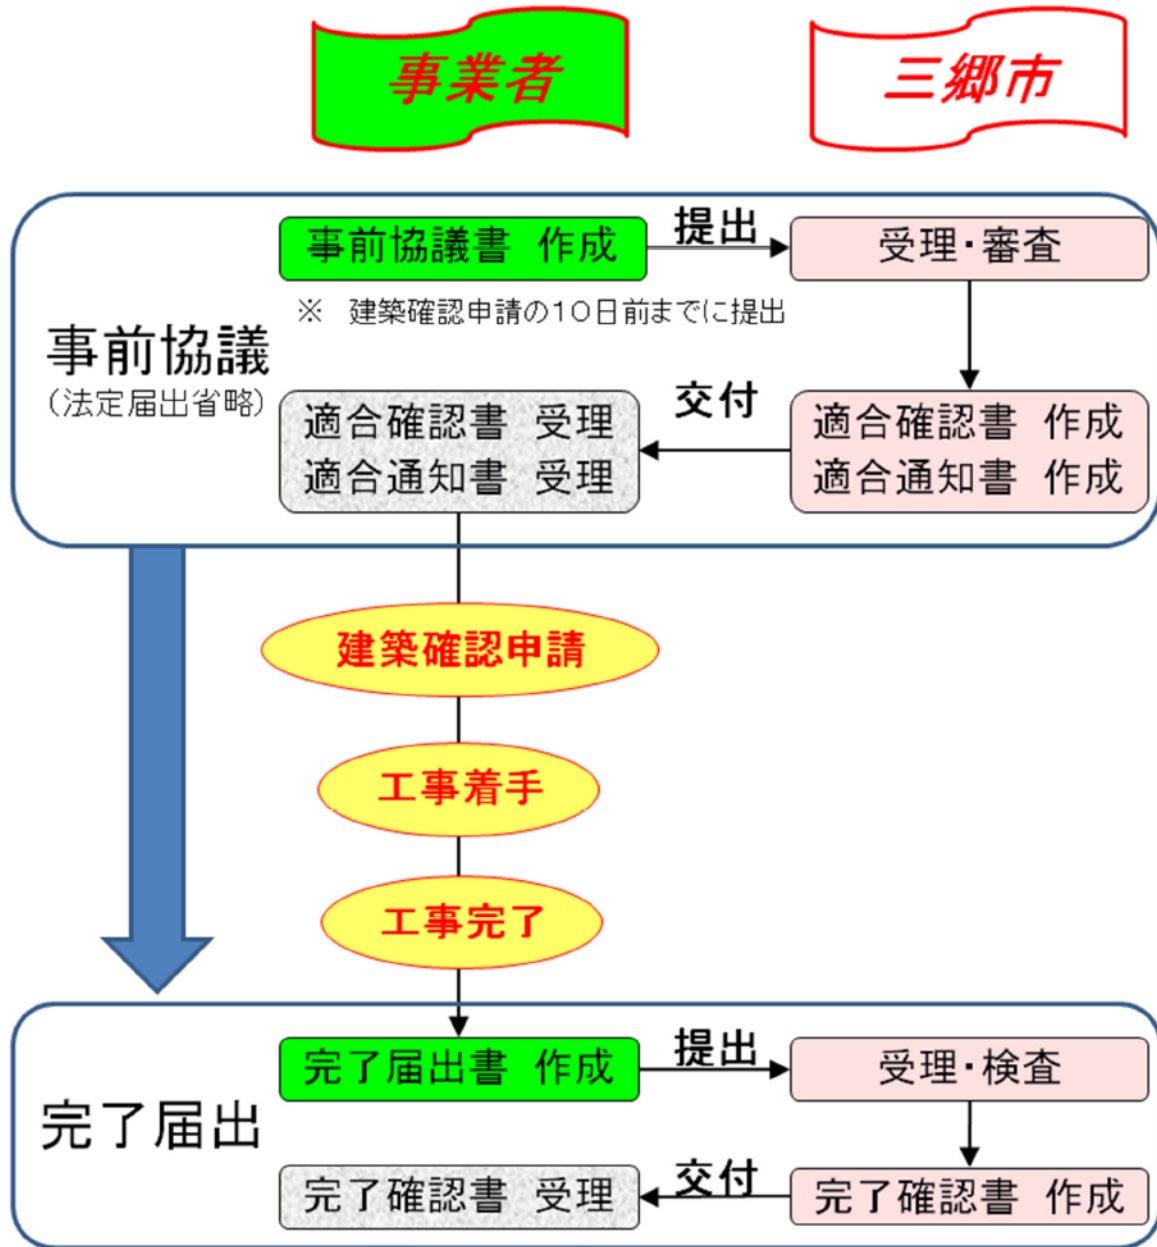 事業者
三郷市
事前協議書 作成
提出
受理・審査
※ 建築確認申請の10日前までに提出
事前協議
(法定届出省略)
適合確認書 受理
適合通知書 受理
交付
適合確認書 作成
適合通知書 作成
建築確認申請
工事着手
工事完了
完了届出
完了届出書 作成
提出
受理・検査
完了確認書 受理
交付
完了確認書 作成